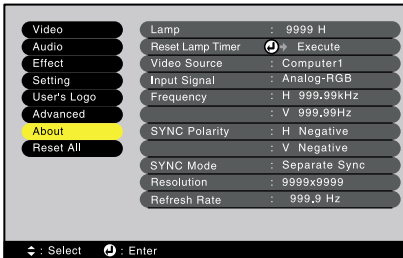 Video
Audio
Effect
Setting
User's Logo
Advanced
About
Reset All
Lamp : 9999 H
Reset Lamp Timer Execute
Video Source : Computer1
Input Signal : Analog-RGB
Frequency : H 999.99kHz
: V 999.99Hz
SYNC Polarity : H Negative
: V Negative
SYNC Mode : Separate Sync
Resolution : 9999x9999
Refresh Rate : 999.9 Hz
: Select : Enter